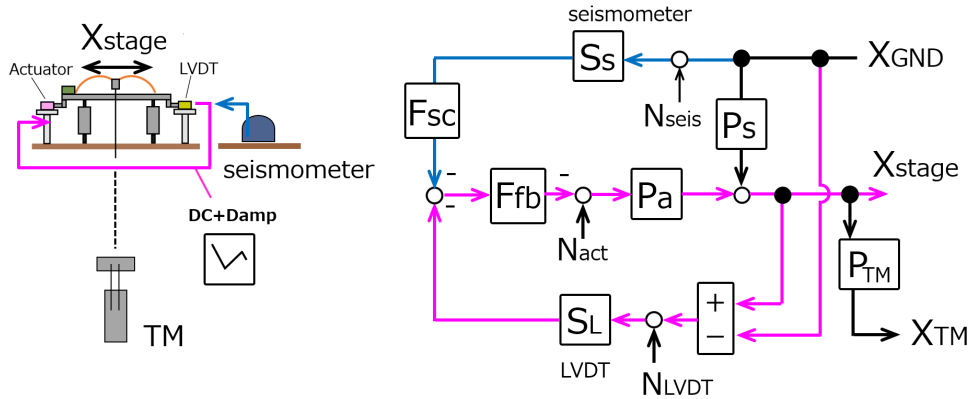 Xstage
Actuator
LVDT
seismometer
DC+Damp
TM
seismometer
Ss
XGND
Nseis
Fsc
Ps
Xstage
-
-
Ffb
-
Pa
Nact
PTM
+
−
SL
LVDT
NLVDT
XTM